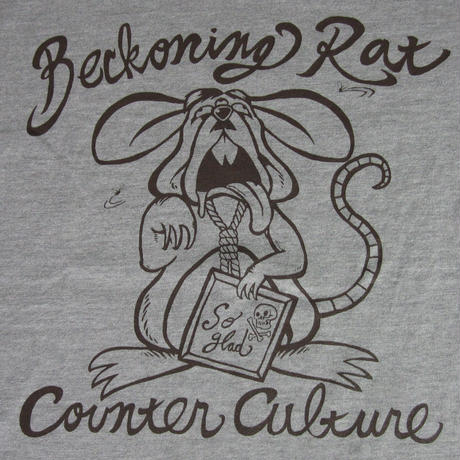 Beckoning Rat
So
glad
Counter Culture